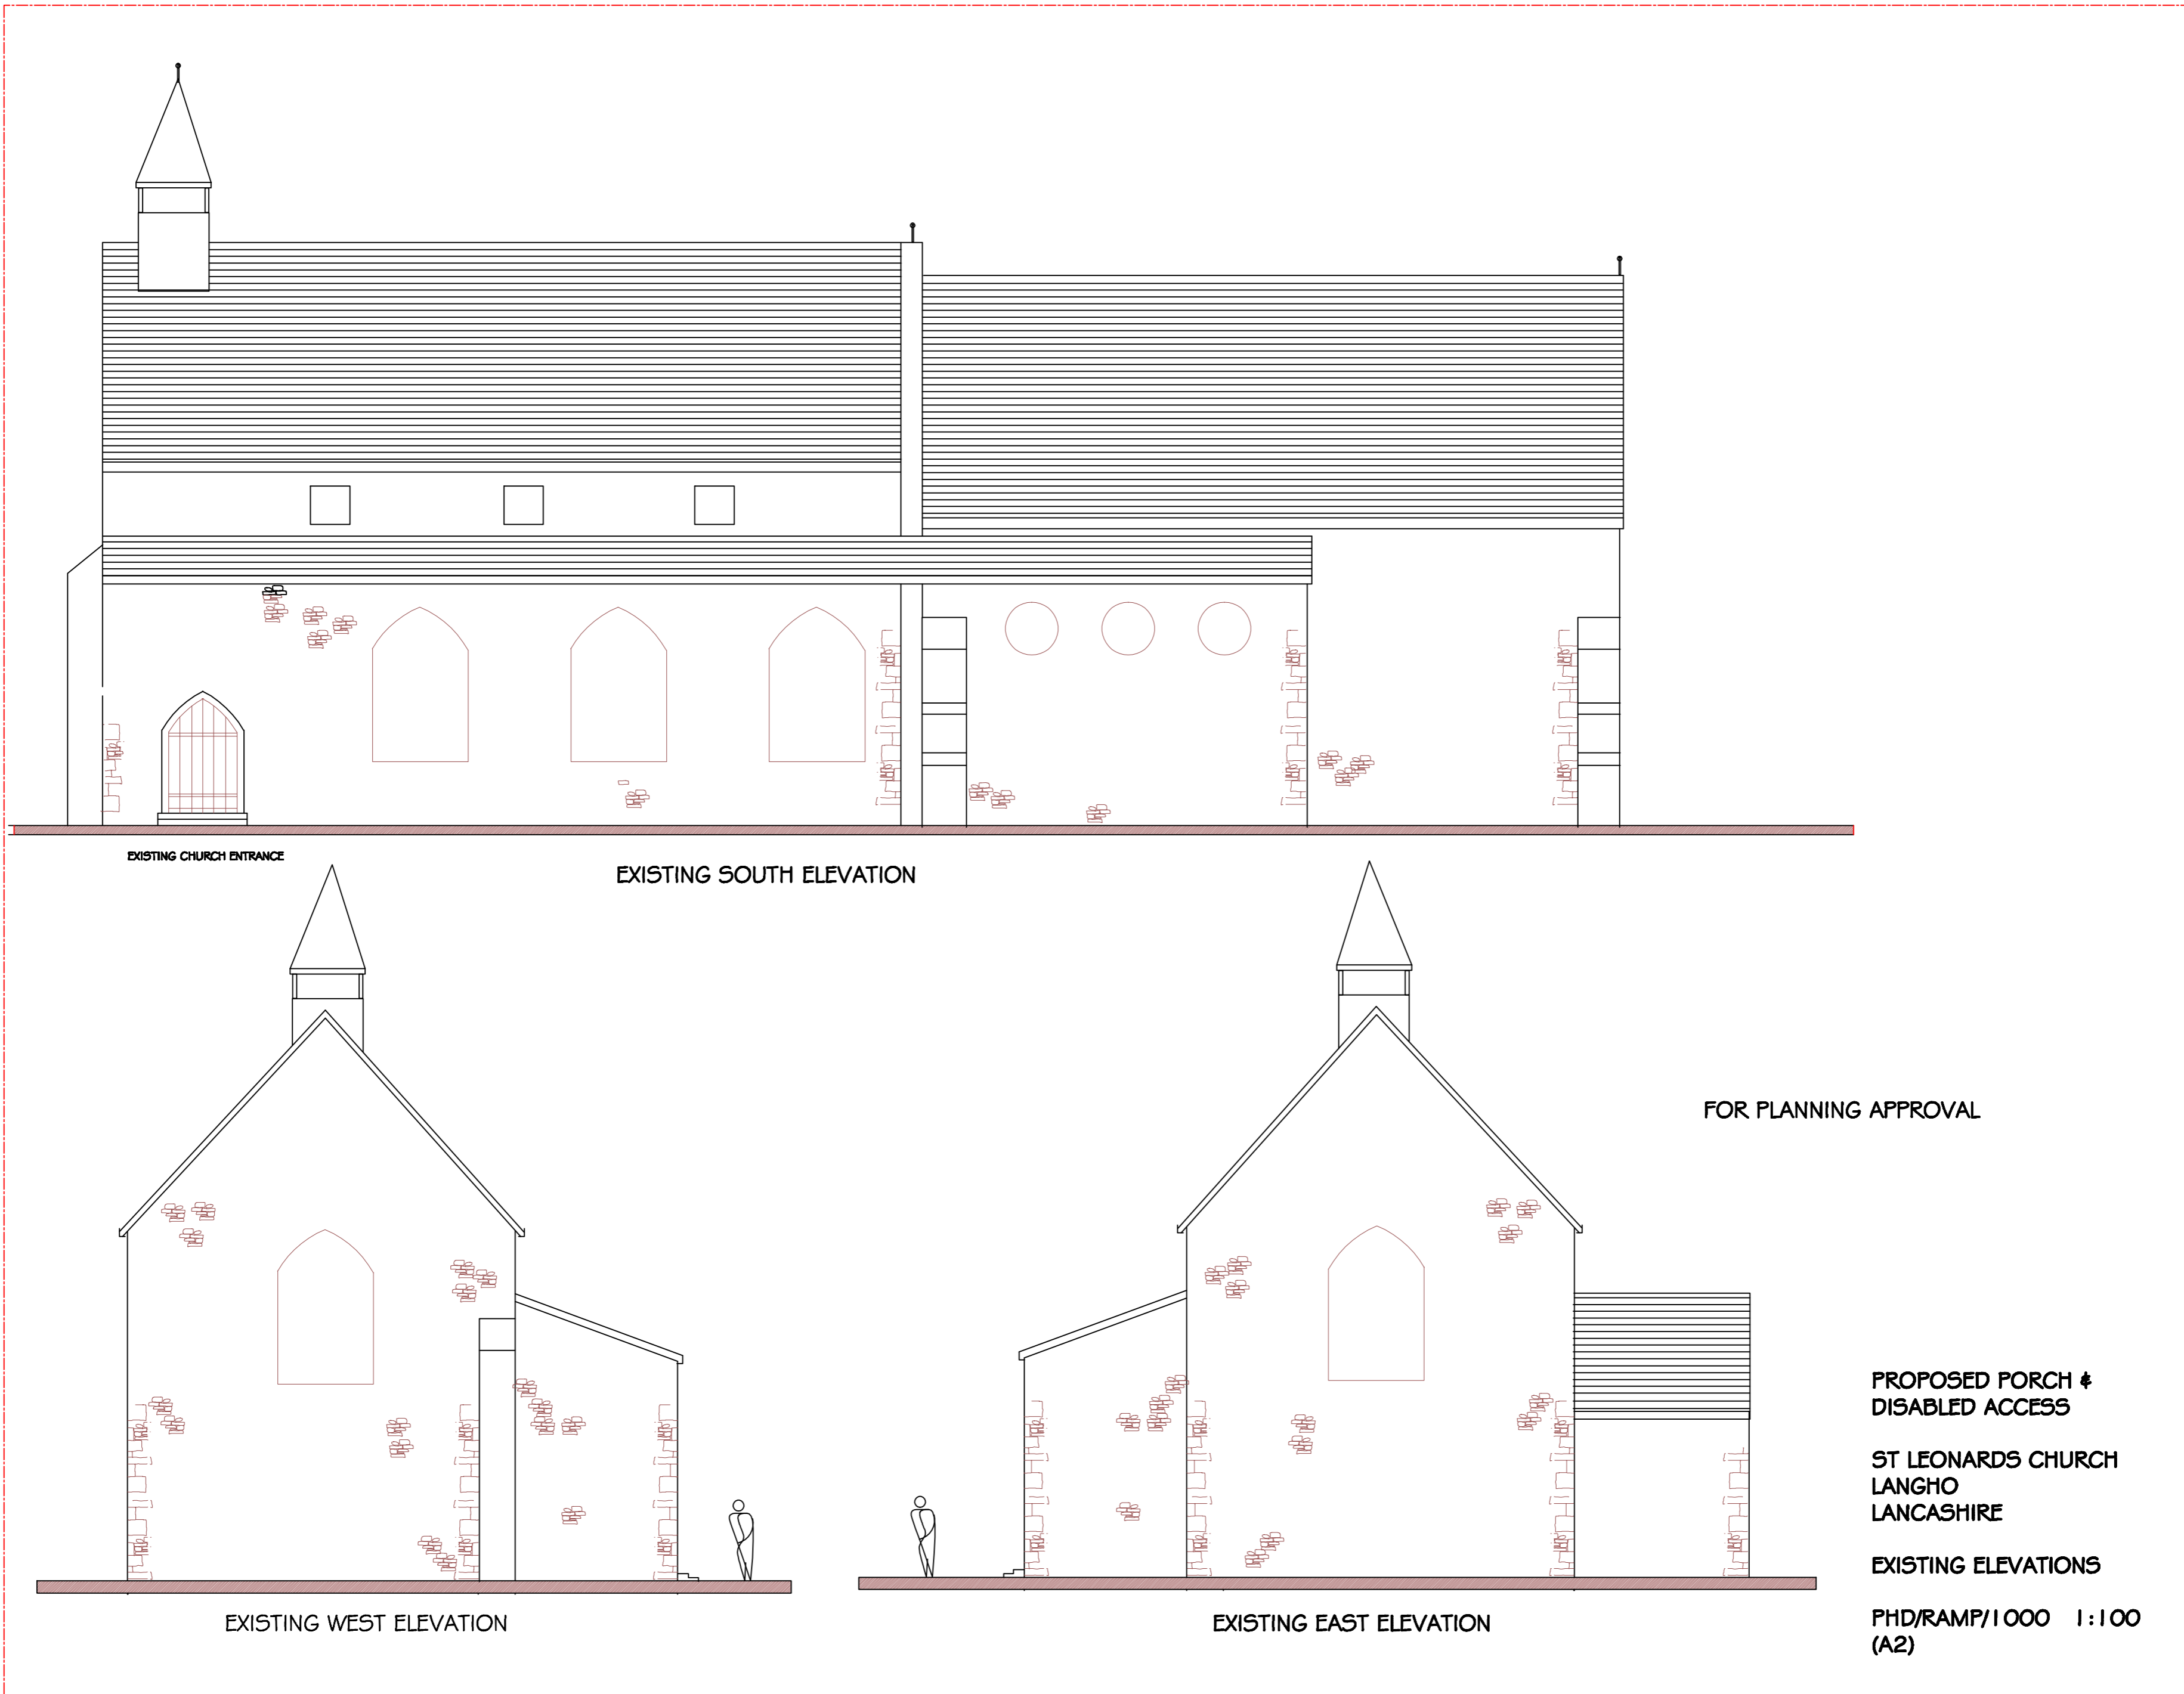 EXISTING CHURCH ENTRANCE
EXISTING SOUTH ELEVATION
FOR PLANNING APPROVAL
EXISTING WEST ELEVATION
EXISTING EAST ELEVATION
PROPOSED PORCH &
DISABLED ACCESS
ST LEONARDS CHURCH
LANGHO
LANCASHIRE
EXISTING ELEVATIONS
PHD/RAMP/1000 1:100
(A2)